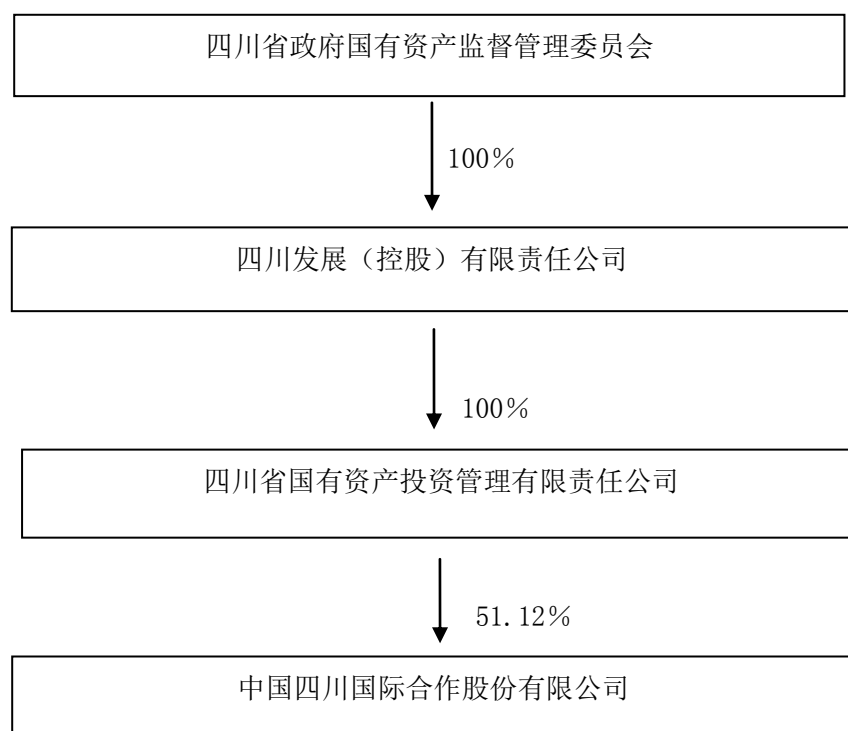 四川省政府国有资产监督管理委员会
100％
四川发展（控股）有限责任公司
100％
四川省国有资产投资管理有限责任公司
51.12％
中国四川国际合作股份有限公司